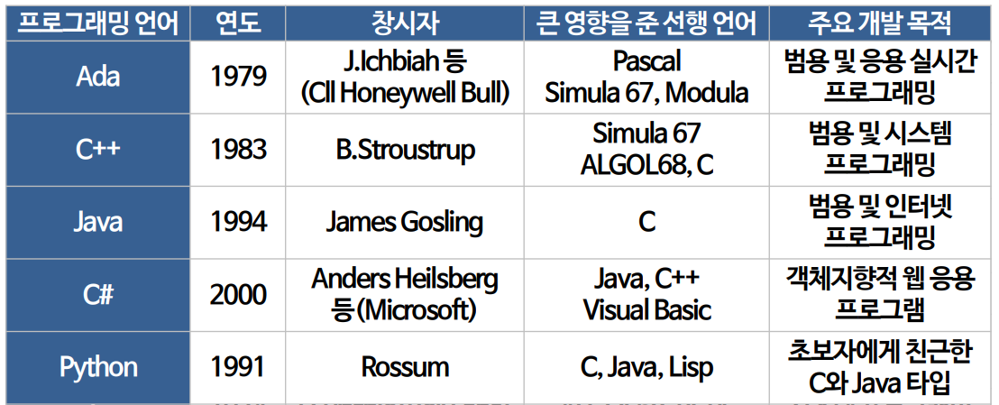 프로그래밍 언어 연도 창시자 큰 영향을 준 선행 언어 주요 개발 목적
Ada 1979 J.Ichbiah 등 (Cll Honeywell Bull) Pascal Simula 67, Modula 범용 및 응용 실시간 프로그래밍
C++ 1983 B.Stroustrup Simula 67 ALGOL68, C 범용 및 시스템 프로그래밍
Java 1994 James Gosling C 범용 및 인터넷 프로그래밍
C# 2000 Anders Heilsberg 등(Microsoft) Java, C++ Visual Basic 객체지향적 웹 응용 프로그램
Python 1991 Rossum C, Java, Lisp 초보자에게 친근한 C와 Java 타입